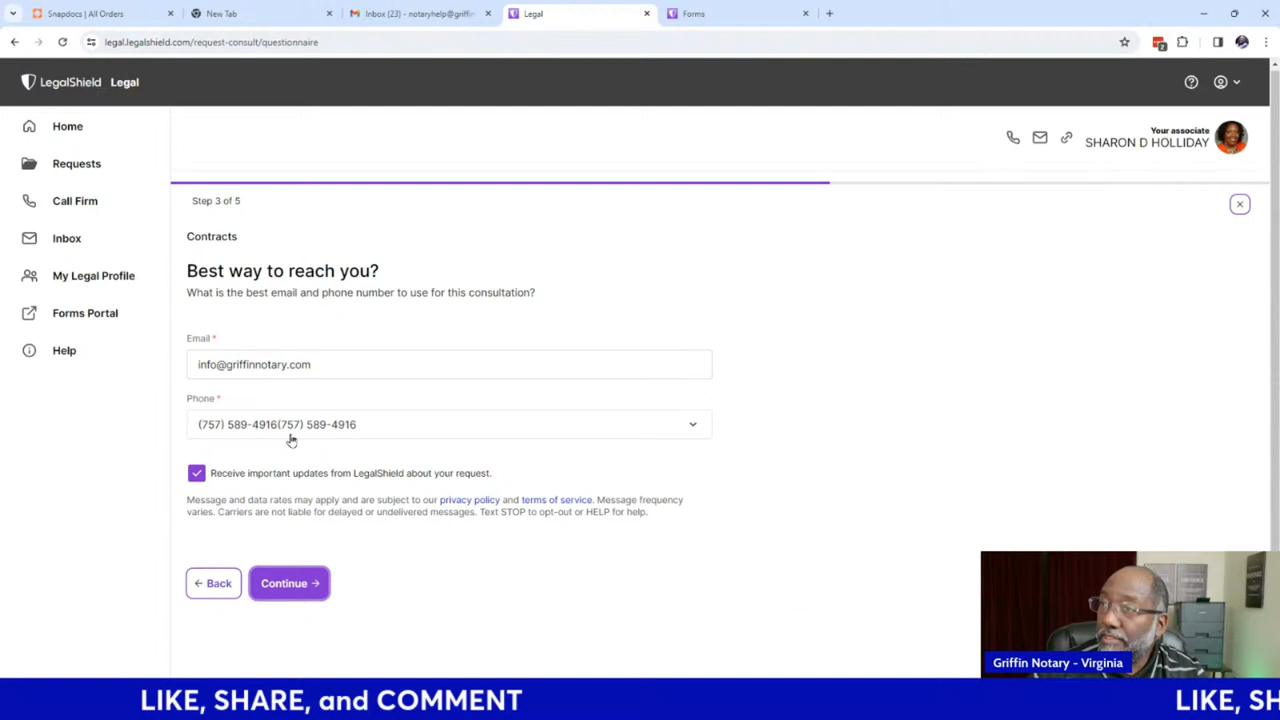 Snapdocs | All Orders
New Tab
Inbox (23) - notaryhelp@griffin
Legal
Forms
legal.legalshield.com/request-consult/questionnaire
2
LegalShield Legal
Home
Requests
Call Firm
Inbox
My Legal Profile
Forms Portal
Help
Your associate
SHARON D HOLLIDAY
Step 3 of 5
Contracts
Best way to reach you?
What is the best email and phone number to use for this consultation?
Email *
info@griffinnotary.com
Phone *
(757) 589-4916(757) 589-4916
Receive important updates from LegalShield about your request.
Message and data rates may apply and are subject to our privacy policy and terms of service. Message frequency
varies. Carriers are not liable for delayed or undelivered messages. Text STOP to opt-out or HELP for help.
← Back
Continue →
Griffin Notary - Virginia
LIKE, SHARE, and COMMENT
LIKE, SH